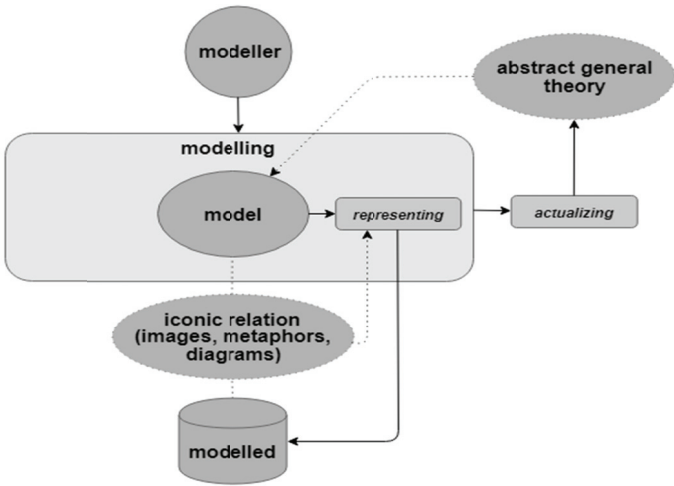 modeller
abstract general
theory
modelling
model
representing
actualizing
iconic relation
(images, metaphors,
diagrams)
modelled